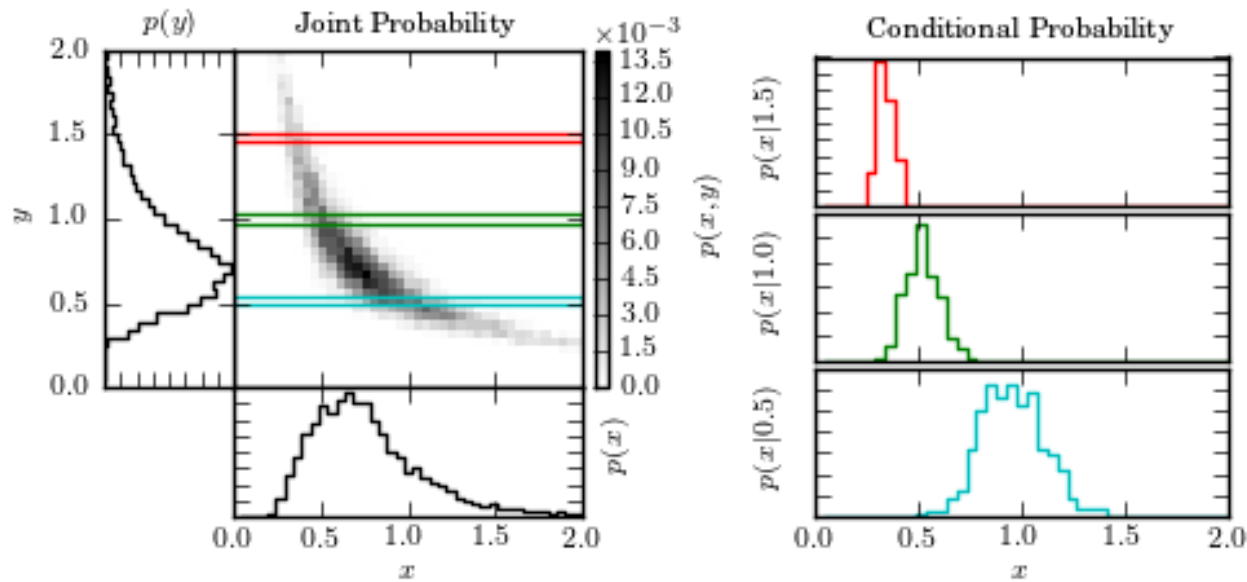 p(y)
Joint Probability
×10⁻³
Conditional Probability
2.0
1.5
1.0
0.5
0.0
y
13.5
12.0
10.5
9.0
7.5
6.0
4.5
3.0
1.5
0.0
p(x, y)
p(x)
0.0 0.5 1.0 1.5 2.0
x
p(x|1.5)
p(x|1.0)
p(x|0.5)
0.0 0.5 1.0 1.5 2.0
x